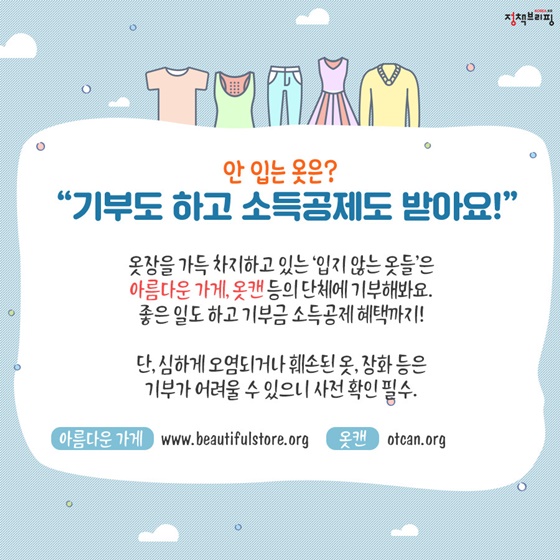 정책브리핑
안 입는 옷은?
“기부도 하고 소득공제도 받아요!”
옷장을 가득 차지하고 있는 ‘입지 않는 옷들’은
아름다운 가게, 옷캔 등의 단체에 기부해봐요.
좋은 일도 하고 기부금 소득공제 혜택까지!
단, 심하게 오염되거나 훼손된 옷, 장화 등은
기부가 어려울 수 있으니 사전 확인 필수.
아름다운 가게 www.beautifulstore.org 옷캔 otcan.org